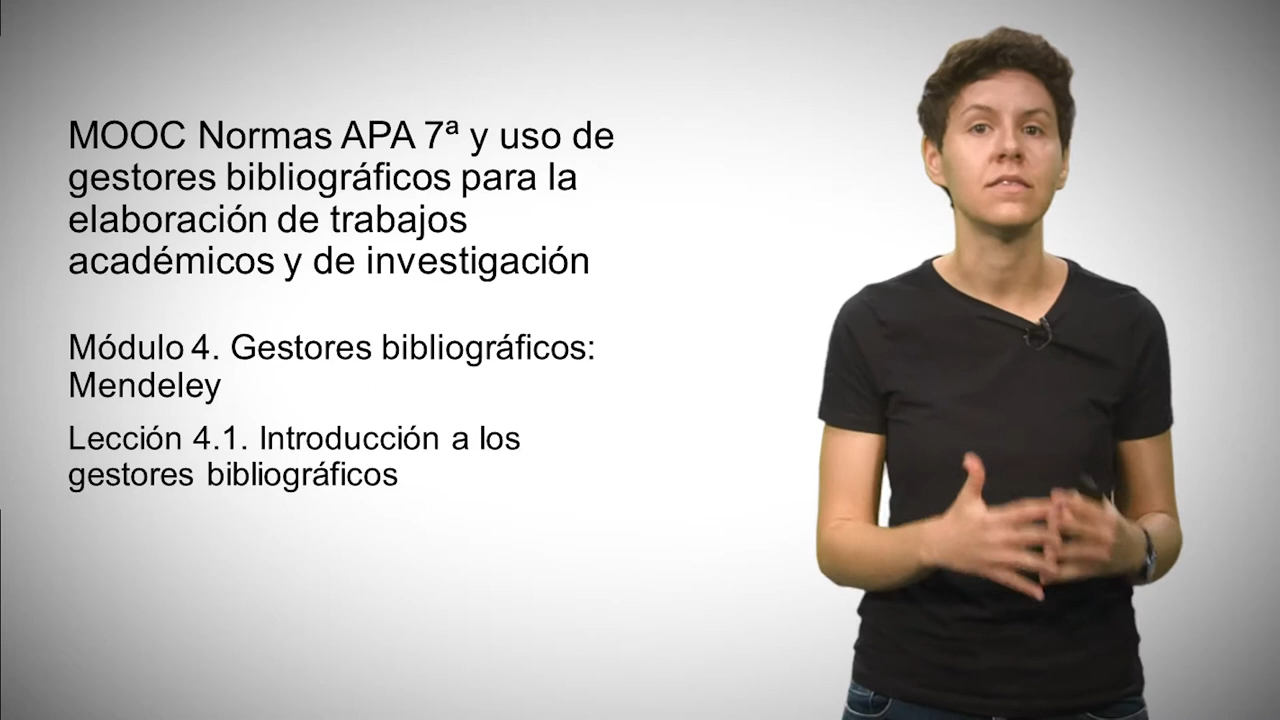 MOOC Normas APA 7ª y uso de
gestores bibliográficos para la
elaboración de trabajos
académicos y de investigación
Módulo 4. Gestores bibliográficos:
Mendeley
Lección 4.1. Introducción a los
gestores bibliográficos